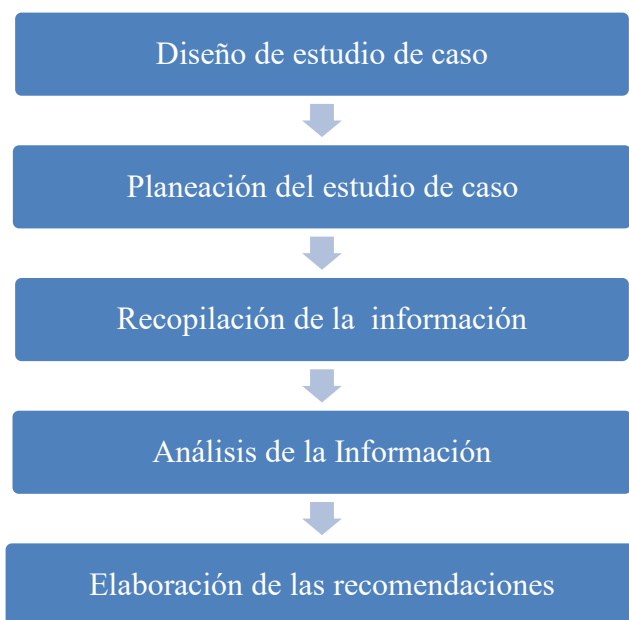 Diseño de estudio de caso
Planeación del estudio de caso
Recopilación de la  información
Análisis de la Información
Elaboración de las recomendaciones